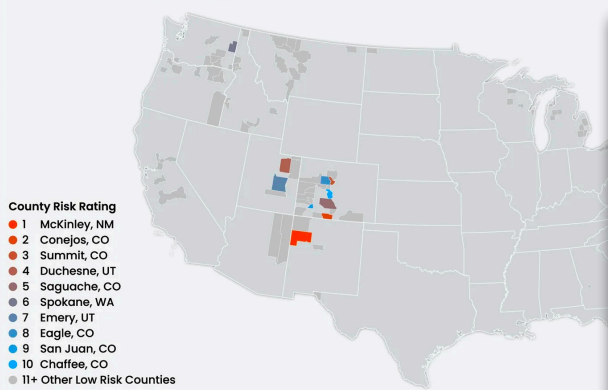 County Risk Rating
1 McKinley, NM
2 Conejos, CO
3 Summit, CO
4 Duchesne, UT
5 Saguache, CO
6 Spokane, WA
7 Emery, UT
8 Eagle, CO
9 San Juan, CO
10 Chaffee, CO
11+ Other Low Risk Counties